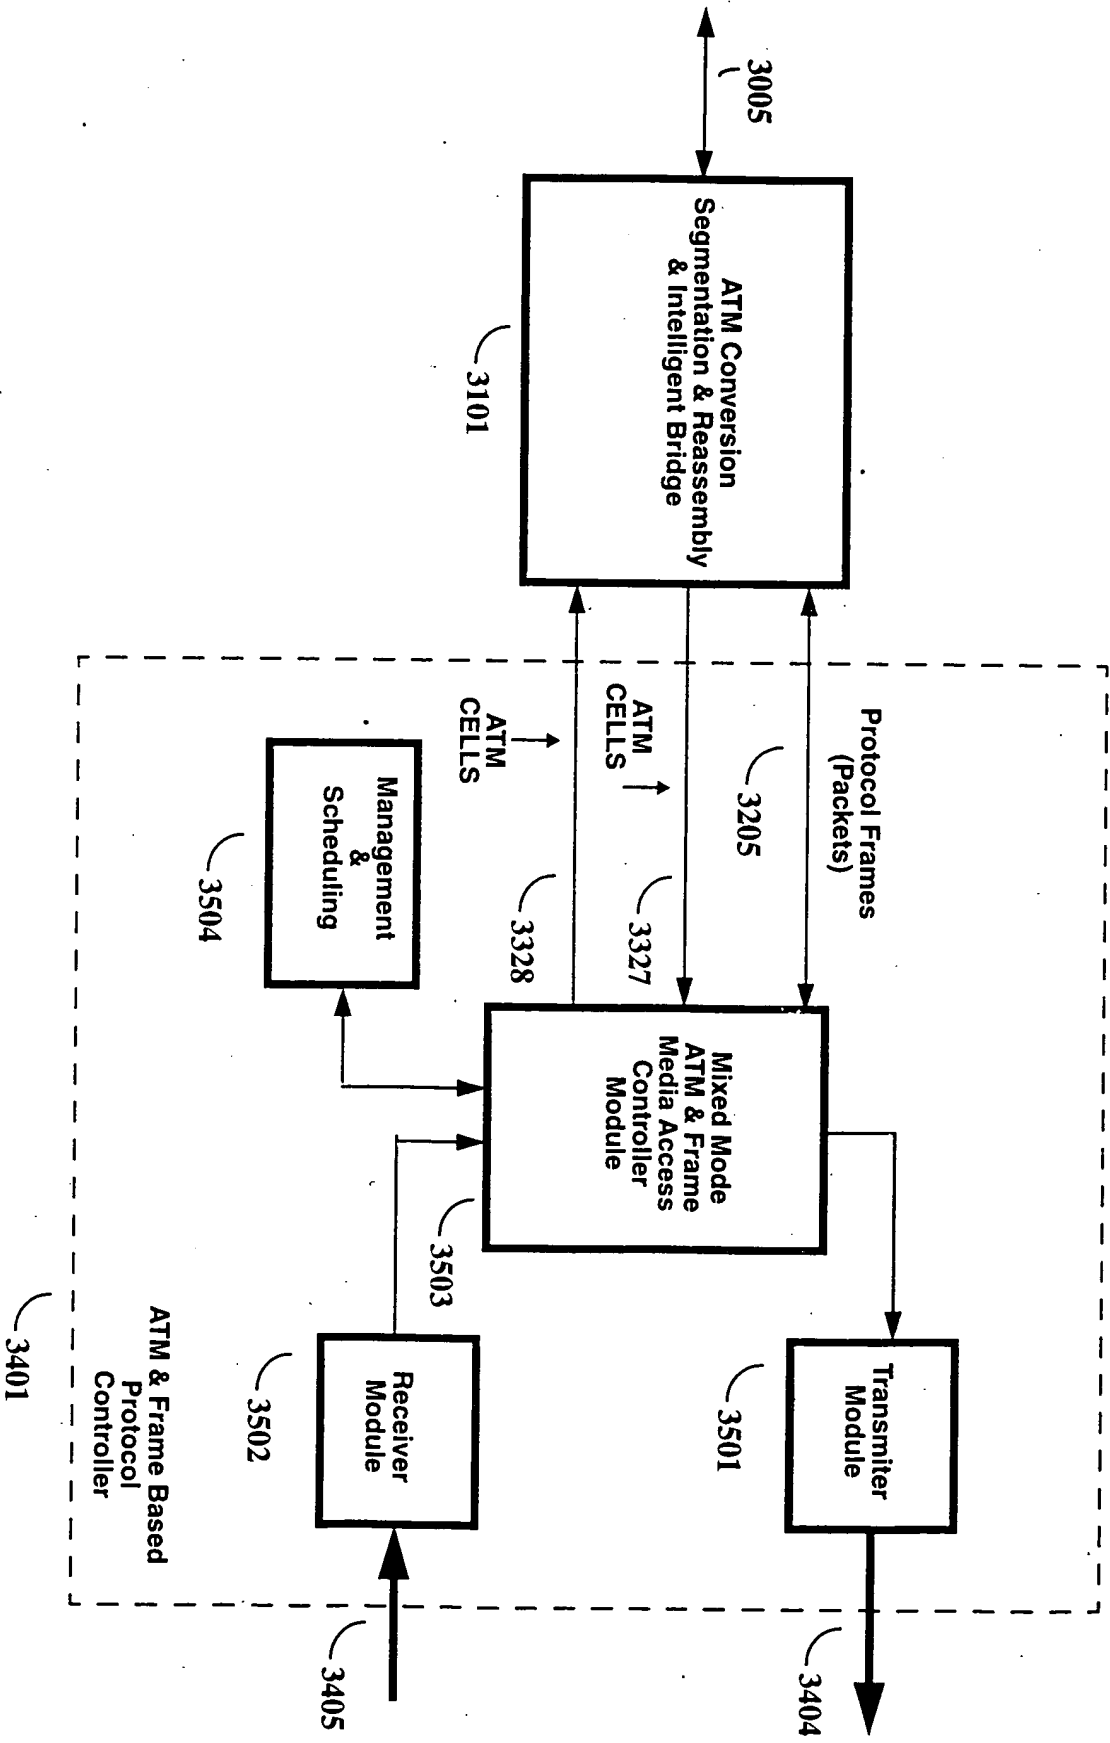 3005
ATM Conversion
Segmentation & Reassembly
& Intelligent Bridge
3101
Protocol Frames
(Packets)
3205
ATM
CELLS
3327
ATM
CELLS
3328
Management
&
Scheduling
3504
Mixed Mode
ATM & Frame
Media Access
Controller
Module
3503
Transmiter
Module
3501
3404
Receiver
Module
3502
3405
ATM & Frame Based
Protocol
Controller
3401